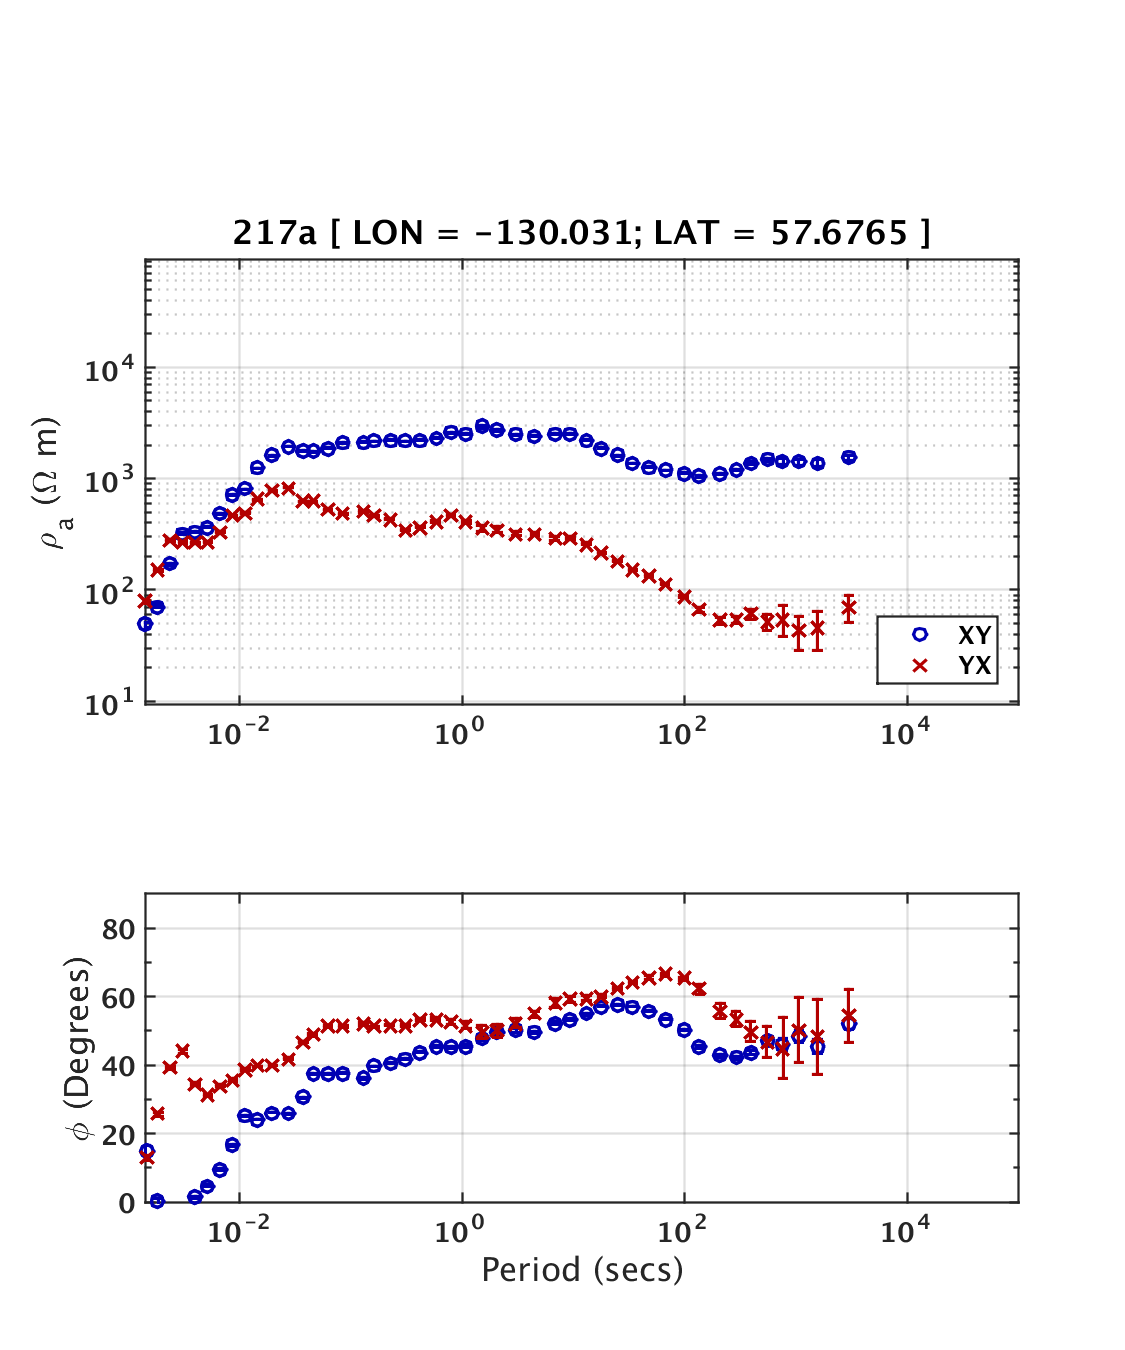 217a [ LON = -130.031; LAT = 57.6765 ]
ρa (Ω m)
10^4
10^3
10^2
10^1
10^-2 10^0 10^2 10^4
XY
YX
ϕ (Degrees)
80
60
40
20
0
10^-2 10^0 10^2 10^4
Period (secs)